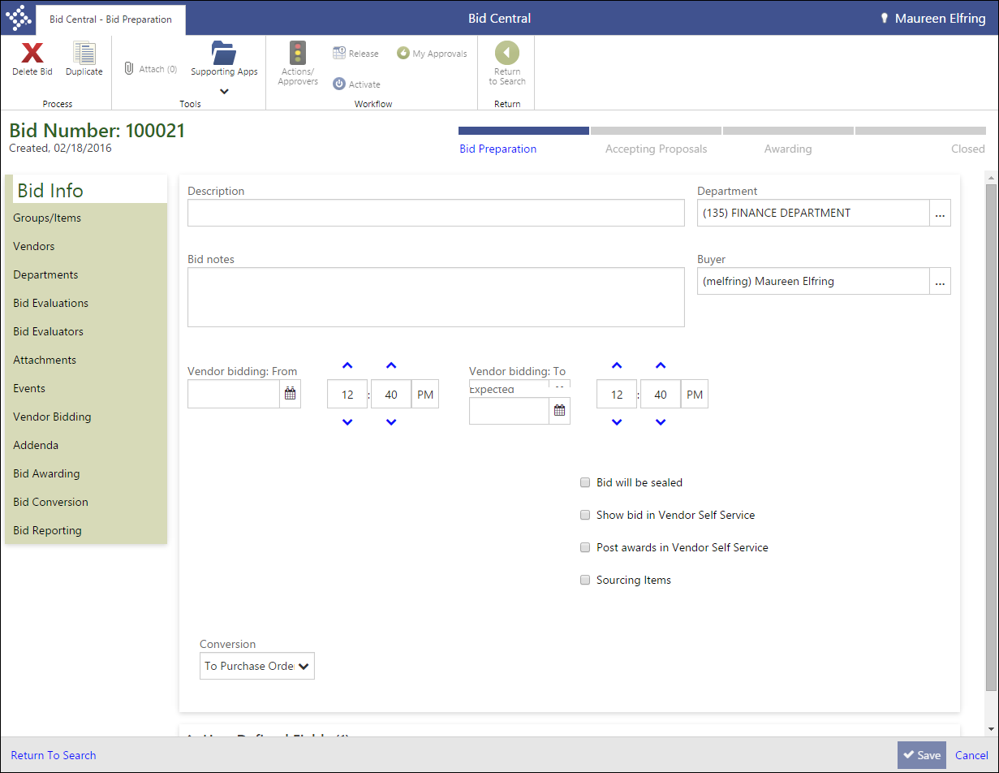 Bid Central - Bid Preparation
Bid Central
Maureen Elfring
Delete Bid
Duplicate
Process
Attach (0)
Supporting Apps
Tools
Actions/
Approvers
Release
My Approvals
Activate
Workflow
Return
to Search
Return
Bid Number: 100021
Created, 02/18/2016
Bid Preparation
Accepting Proposals
Awarding
Closed
Bid Info
Groups/Items
Vendors
Departments
Bid Evaluations
Bid Evaluators
Attachments
Events
Vendor Bidding
Addenda
Bid Awarding
Bid Conversion
Bid Reporting
Description
Department
(135) FINANCE DEPARTMENT
...
Bid notes
Buyer
(melfring) Maureen Elfring
...
Vendor bidding: From
12 : 40 PM
Vendor bidding: To
Expected
12 : 40 PM
Bid will be sealed
Show bid in Vendor Self Service
Post awards in Vendor Self Service
Sourcing Items
Conversion
To Purchase Orde
Return To Search
Save
Cancel